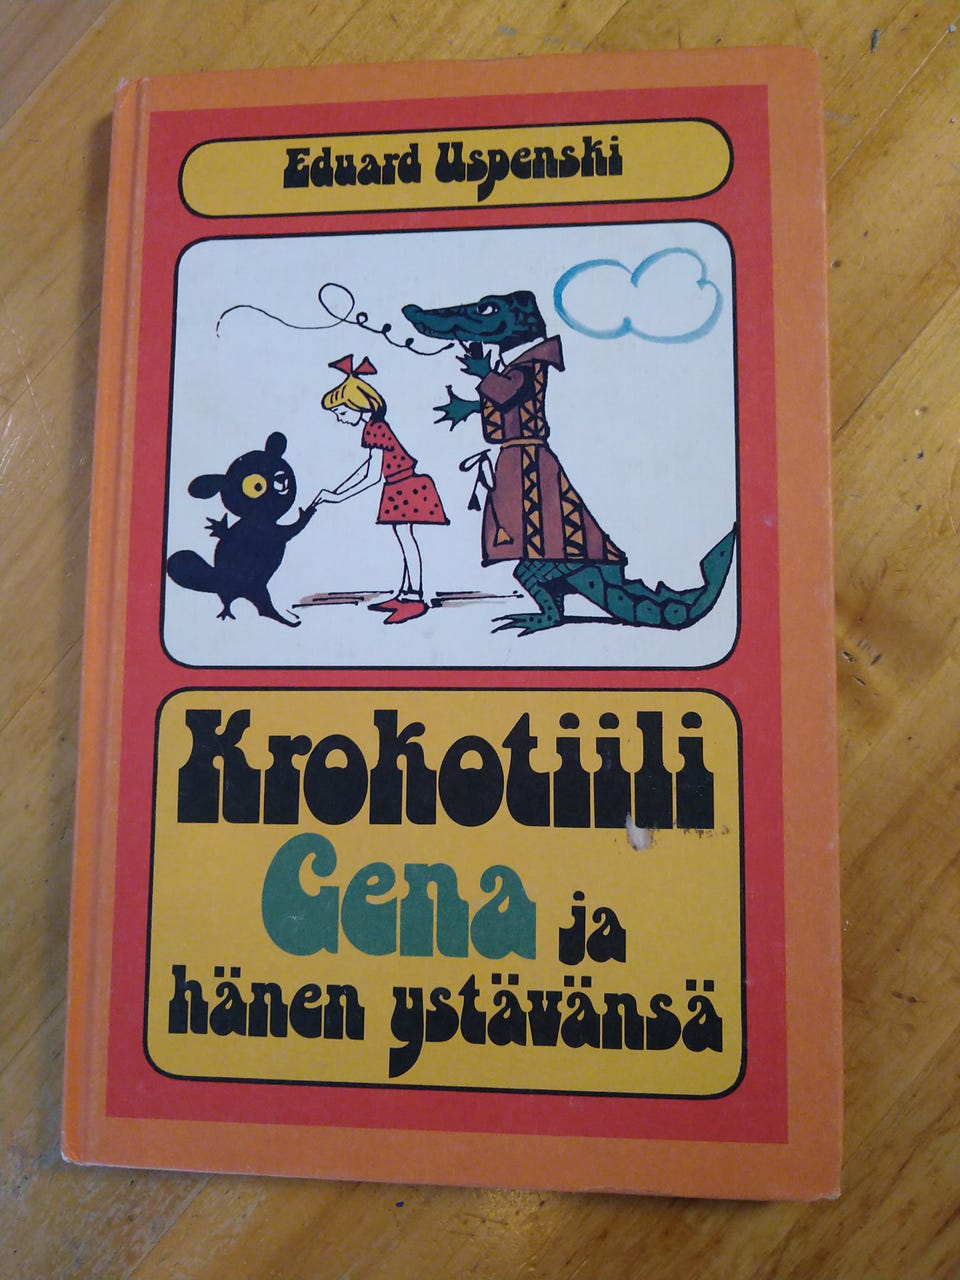 Eduard Uspenski
Krokotiili
Gena ja
hänen ystävänsä